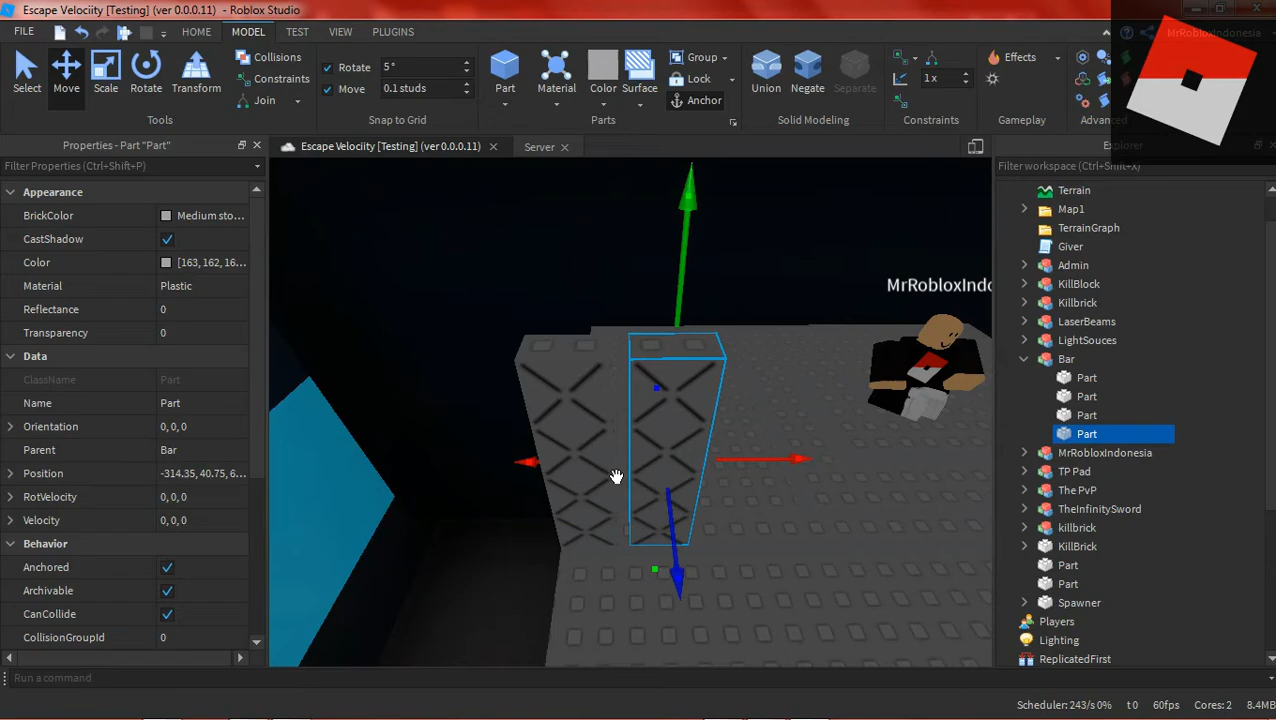 Escape Velocity [Testing] (ver 0.0.0.11) - Roblox Studio
FILE HOME MODEL TEST VIEW PLUGINS MrRobloxIndonesia
Select Move Scale Rotate Transform
Collisions
Constraints
Join
Tools
Rotate 5 °
Move 0.1 studs
Snap to Grid
Part Material Color Surface
Group
Lock
Anchor
Parts
Union Negate Separate
Solid Modeling
1 x
Constraints
Effects
Gameplay
Advanced
Properties - Part "Part"
Filter Properties (Ctrl+Shift+P)
Appearance
BrickColor Medium sto...
CastShadow
Color [163, 162, 16...
Material Plastic
Reflectance 0
Transparency 0
Data
ClassName Part
Name Part
Orientation 0,0,0
Parent Bar
Position -314.35, 40.75, 6...
RotVelocity 0,0,0
Velocity 0,0,0
Behavior
Anchored
Archivable
CanCollide
CollisionGroupId 0
Escape Velocity [Testing] (ver 0.0.0.11) Server
MrRobloxIndo
Explorer
Filter workspace (Ctrl+Shift+X)
Terrain
Map1
TerrainGraph
Giver
Admin
KillBlock
Killbrick
LaserBeams
LightSouces
Bar
Part
Part
Part
Part
MrRobloxIndonesia
TP Pad
The PvP
TheInfinitySword
killbrick
KillBrick
Part
Part
Spawner
Players
Lighting
ReplicatedFirst
Run a command
Scheduler: 243/s 0% t 0 60fps Cores: 2 8.4MB